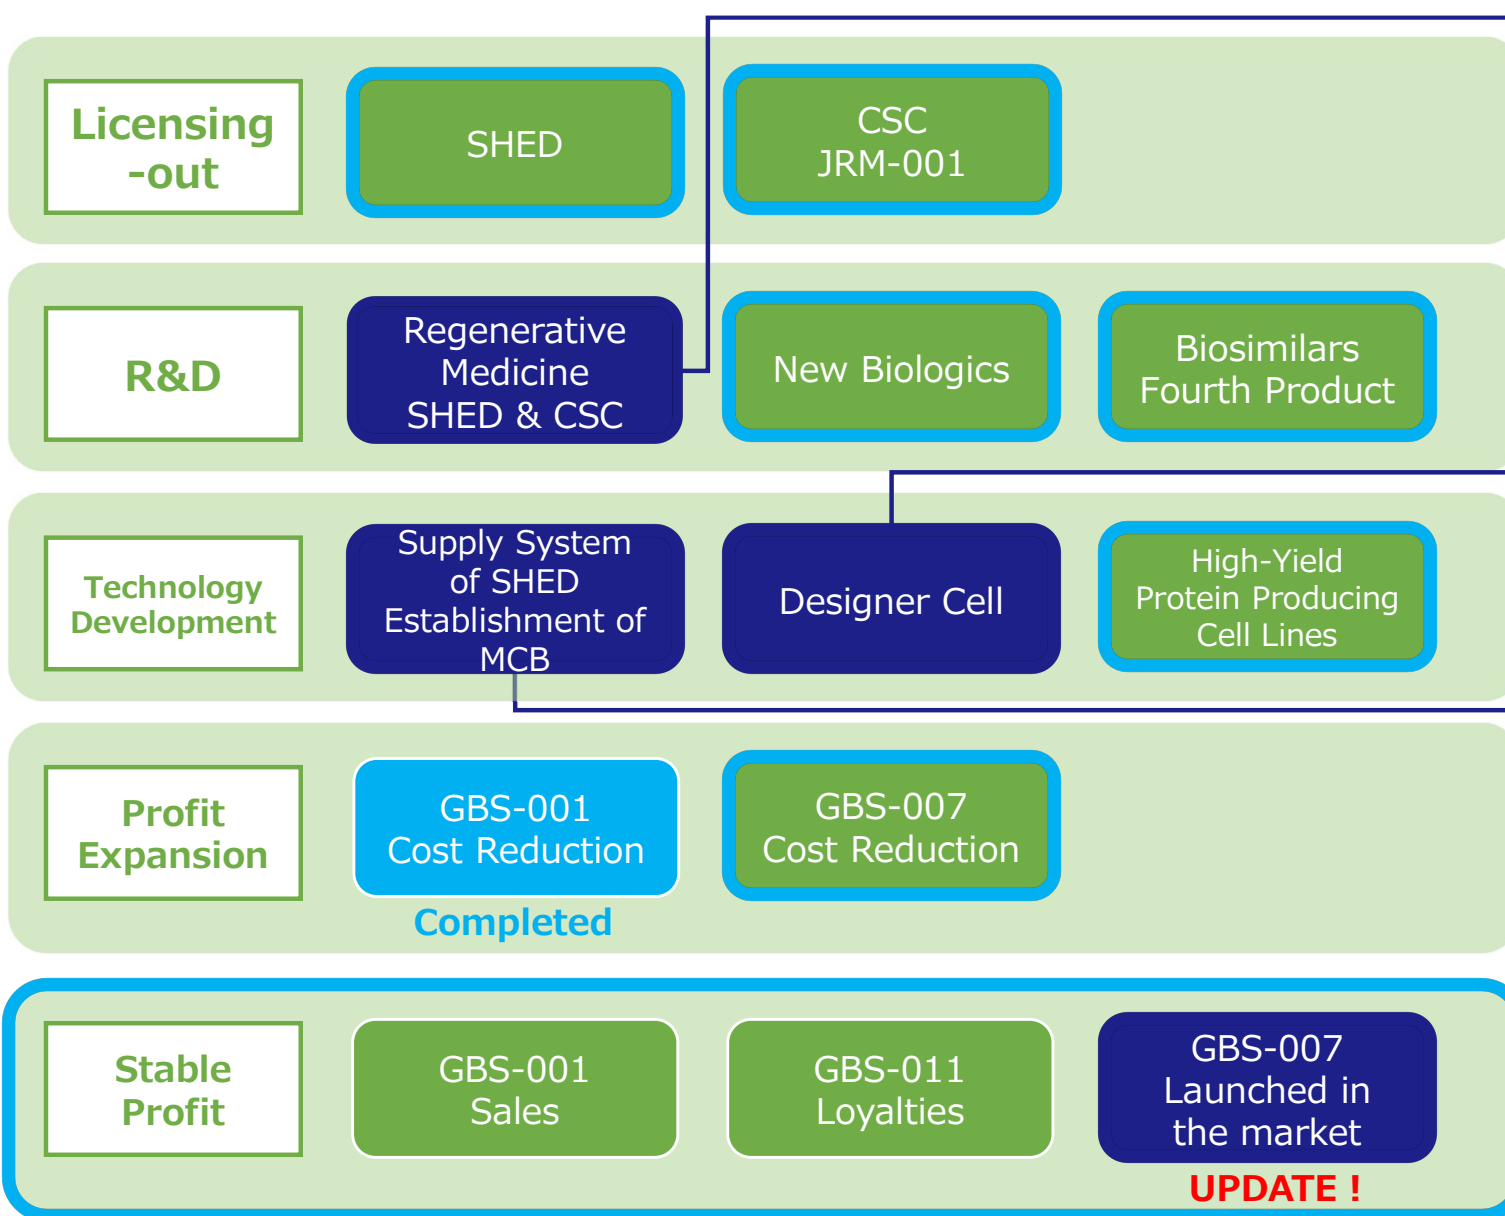 Licensing
-out
SHED
CSC
JRM-001
R&D
Regenerative
Medicine
SHED & CSC
New Biologics
Biosimilars
Fourth Product
Technology
Development
Supply System
of SHED
Establishment of
MCB
Designer Cell
High-Yield
Protein Producing
Cell Lines
Profit
Expansion
GBS-001
Cost Reduction
Completed
GBS-007
Cost Reduction
Stable
Profit
GBS-001
Sales
GBS-011
Loyalties
GBS-007
Launched in
the market
UPDATE !